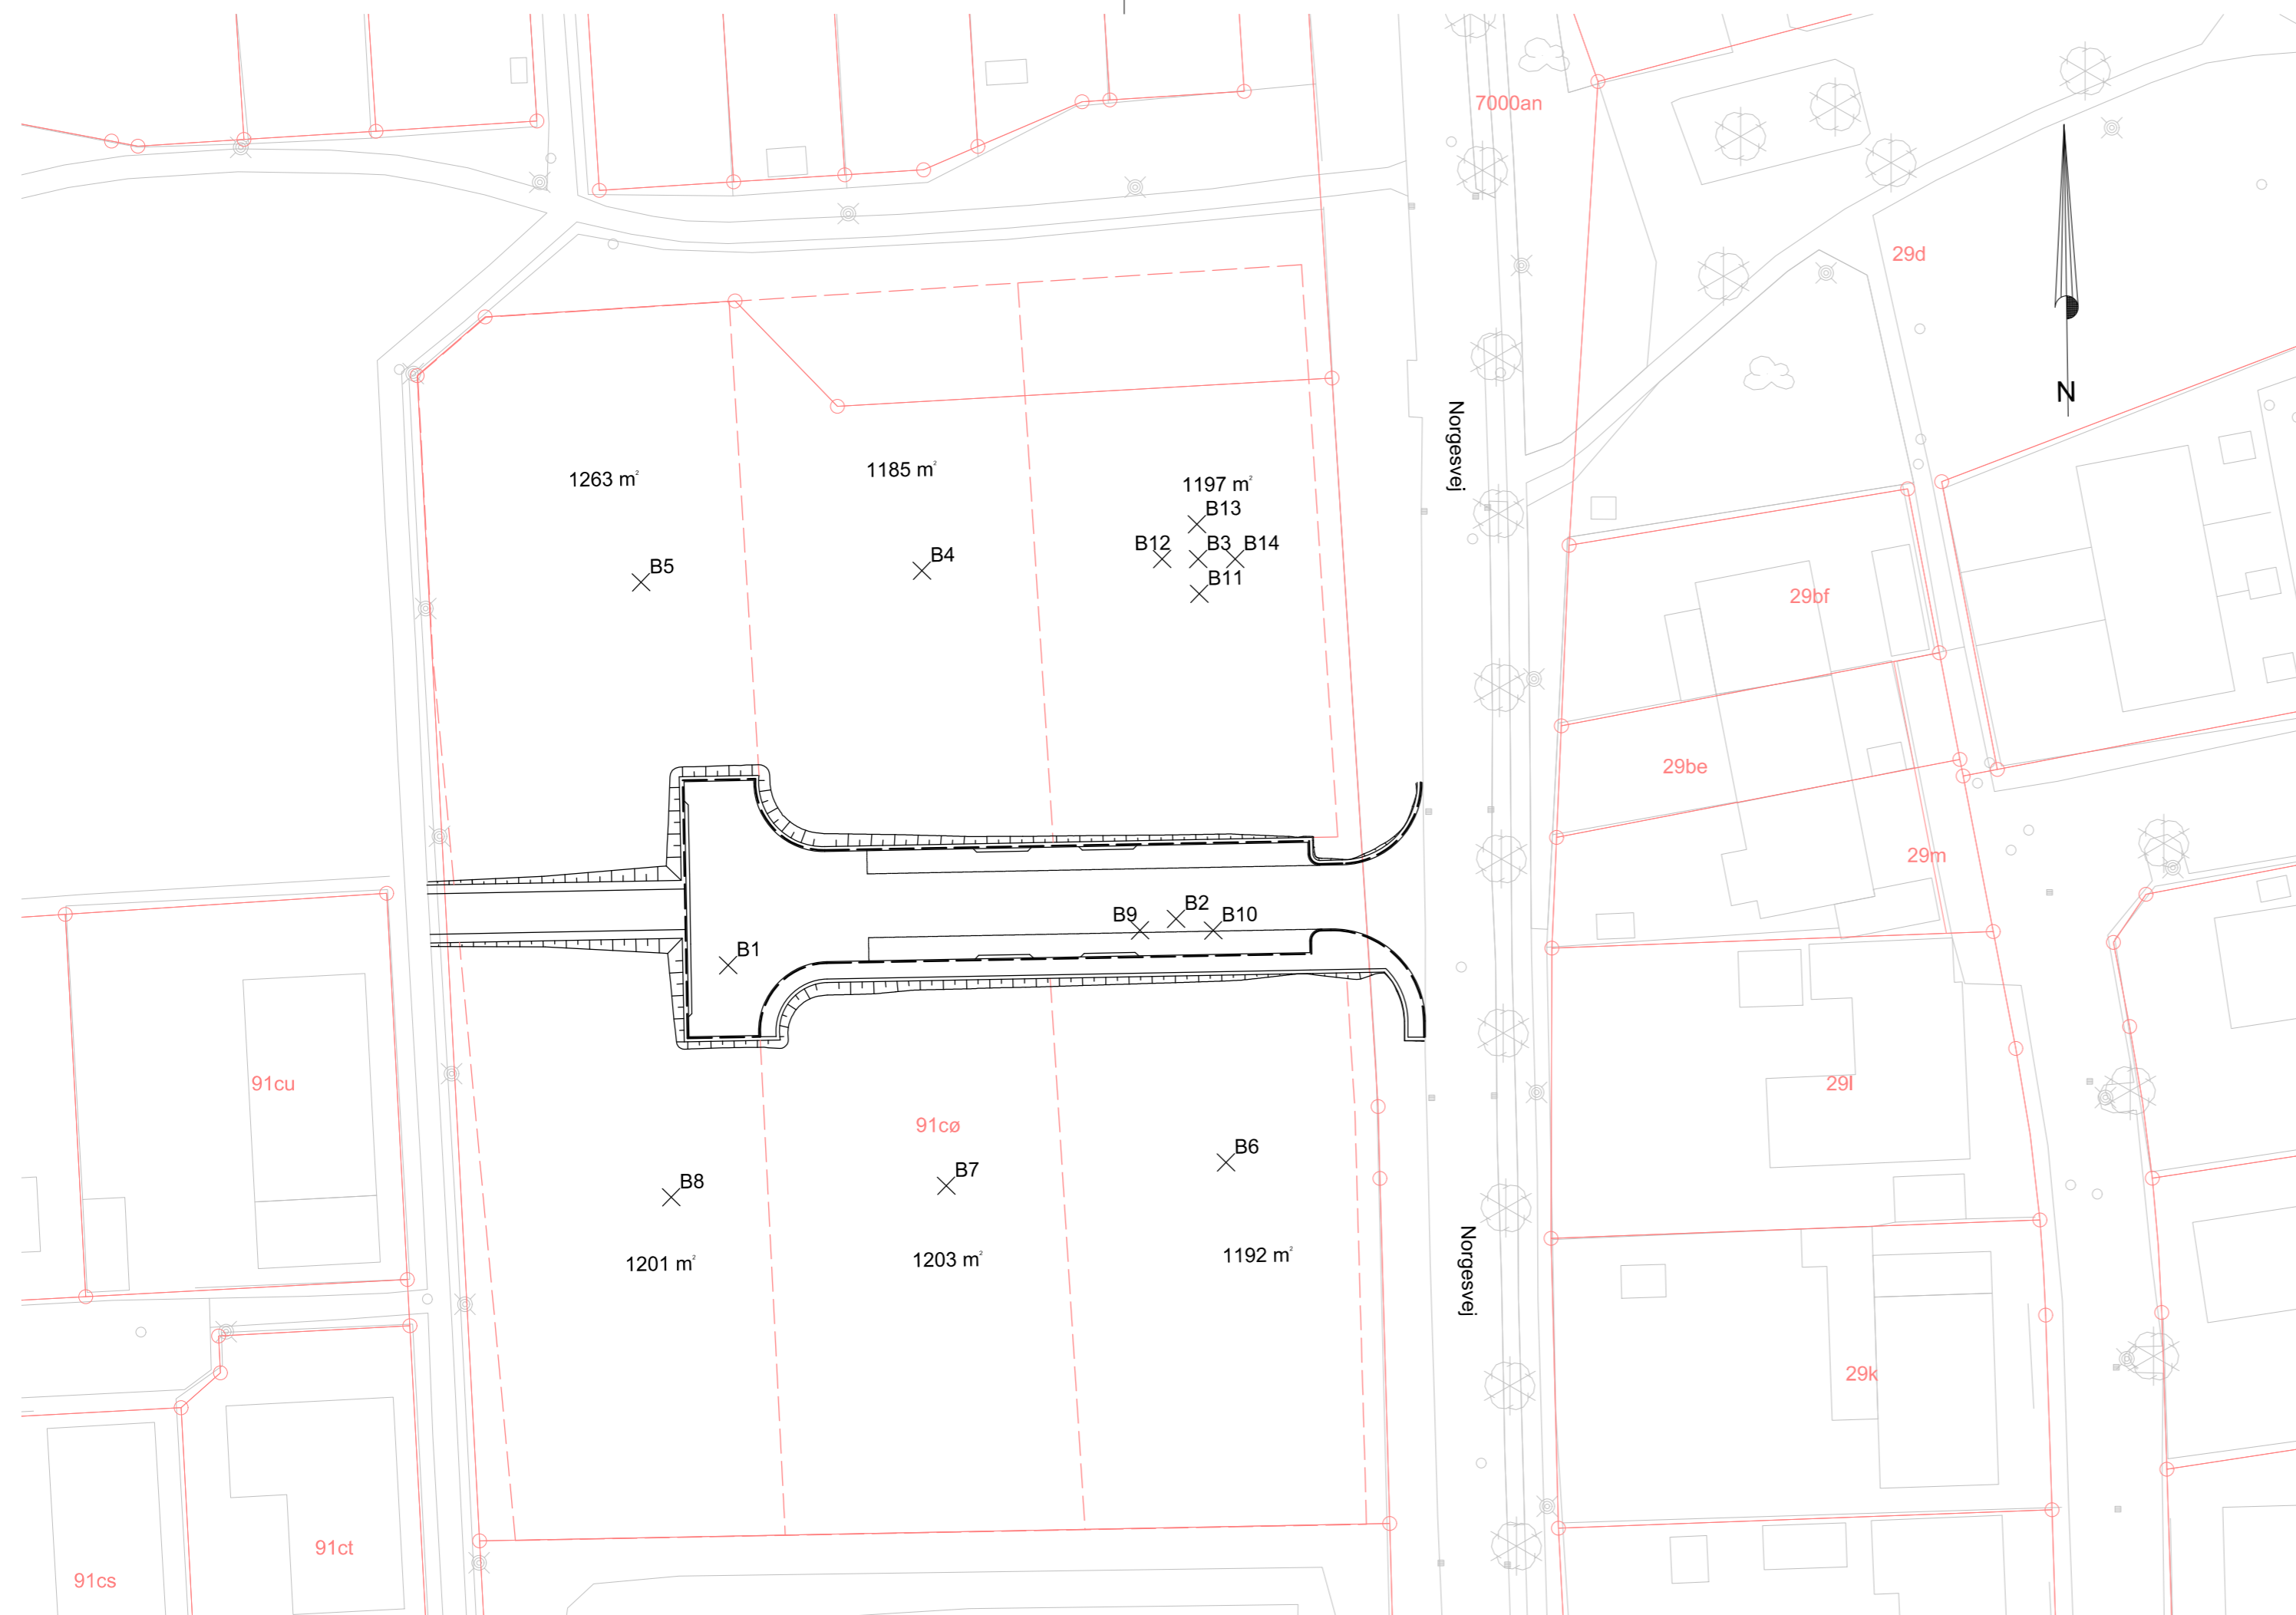 7000an
29d
N
Norgesvej
1263 m²
1185 m²
1197 m²
B13
B12
B3
B14
B11
B5
B4
29bf
29be
29m
B9
B2
B10
B1
91cu
91cø
29l
B6
B7
B8
1201 m²
1203 m²
1192 m²
Norgesvej
29k
91ct
91cs